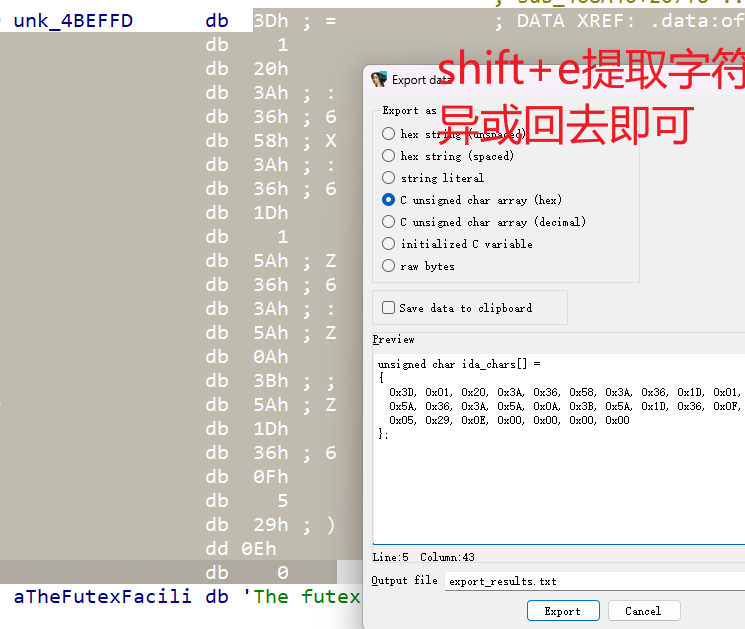 ; sub_408A40+20710 ..
unk_4BEFFD db 3Dh ; = ; DATA XREF: .data:of
db 1
db 20h
db 3Ah ; :
db 36h ; 6
db 58h ; X
db 3Ah ; :
db 36h ; 6
db 1Dh
db 1
db 5Ah ; Z
db 36h ; 6
db 3Ah ; :
db 5Ah ; Z
db 0Ah
db 3Bh ; ;
db 5Ah ; Z
db 1Dh
db 36h ; 6
db 0Fh
db 5
db 29h ; )
dd 0Eh
db 0
aTheFutexFacili db 'The futex
shift+e提取字符
异或回去即可
Export data
Export as
hex string (unspaced)
hex string (spaced)
string literal
C unsigned char array (hex)
C unsigned char array (decimal)
initialized C variable
raw bytes
Save data to clipboard
Preview
unsigned char ida_chars[] =
{
0x3D, 0x01, 0x20, 0x3A, 0x36, 0x58, 0x3A, 0x36, 0x1D, 0x01,
0x5A, 0x36, 0x3A, 0x5A, 0x0A, 0x3B, 0x5A, 0x1D, 0x36, 0x0F,
0x05, 0x29, 0x0E, 0x00, 0x00, 0x00, 0x00
};
Line:5 Column:43
Output file export_results.txt
Export Cancel